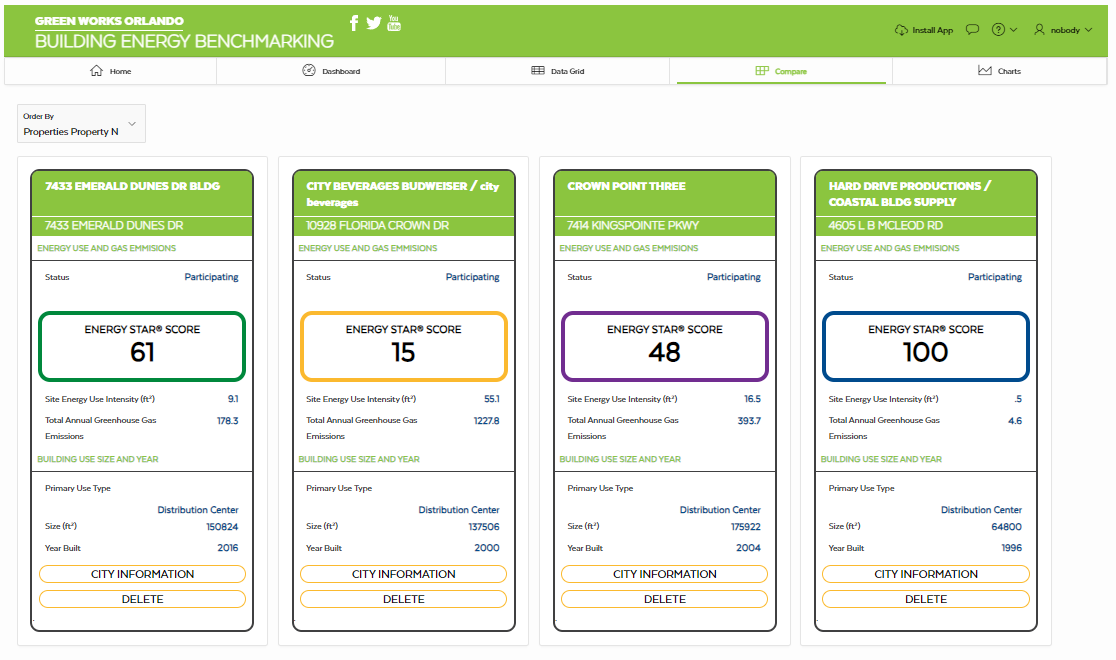 GREEN WORKS ORLANDO
BUILDING ENERGY BENCHMARKING
You
Tube
Install App
?
nobody
Home
Dashboard
Data Grid
Compare
Charts
Order By
Properties Property N
7433 EMERALD DUNES DR BLDG
7433 EMERALD DUNES DR
ENERGY USE AND GAS EMMISIONS
Status Participating
ENERGY STAR® SCORE
61
Site Energy Use Intensity (ft²) 9.1
Total Annual Greenhouse Gas 178.3
Emissions
BUILDING USE SIZE AND YEAR
Primary Use Type
Distribution Center
Size (ft²) 150824
Year Built 2016
CITY INFORMATION
DELETE
CITY BEVERAGES BUDWEISER / city
beverages
10928 FLORIDA CROWN DR
ENERGY USE AND GAS EMMISIONS
Status Participating
ENERGY STAR® SCORE
15
Site Energy Use Intensity (ft²) 55.1
Total Annual Greenhouse Gas 1227.8
Emissions
BUILDING USE SIZE AND YEAR
Primary Use Type
Distribution Center
Size (ft²) 137506
Year Built 2000
CITY INFORMATION
DELETE
CROWN POINT THREE
7414 KINGSPOINTE PKWY
ENERGY USE AND GAS EMMISIONS
Status Participating
ENERGY STAR® SCORE
48
Site Energy Use Intensity (ft²) 16.5
Total Annual Greenhouse Gas 393.7
Emissions
BUILDING USE SIZE AND YEAR
Primary Use Type
Distribution Center
Size (ft²) 175922
Year Built 2004
CITY INFORMATION
DELETE
HARD DRIVE PRODUCTIONS /
COASTAL BLDG SUPPLY
4605 L B MCLEOD RD
ENERGY USE AND GAS EMMISIONS
Status Participating
ENERGY STAR® SCORE
100
Site Energy Use Intensity (ft²) .5
Total Annual Greenhouse Gas 4.6
Emissions
BUILDING USE SIZE AND YEAR
Primary Use Type
Distribution Center
Size (ft²) 64800
Year Built 1996
CITY INFORMATION
DELETE